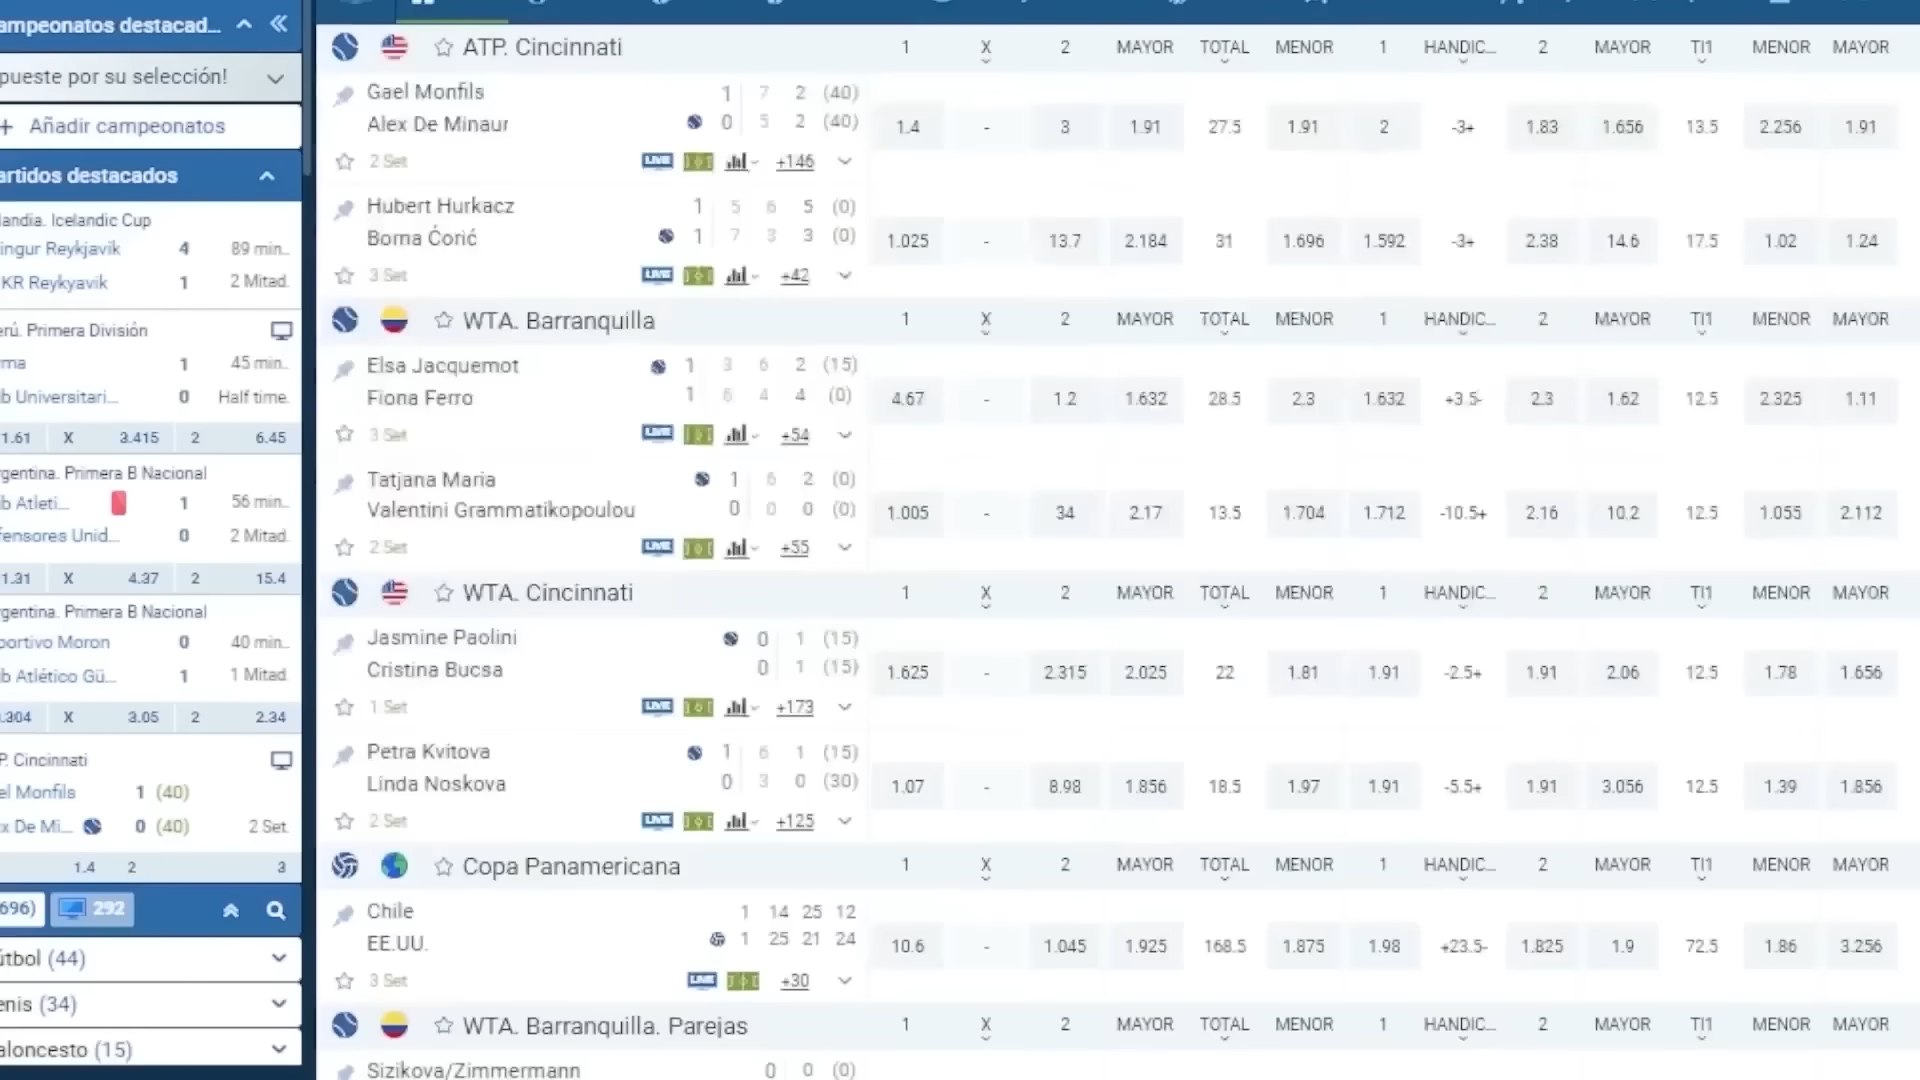 ampeonatos destacad...
pueste por su selección!
+ Añadir campeonatos
artidos destacados
landia. Icelandic Cup
ingur Reykjavik 4 89 min..
KR Reykyavik 1 2 Mitad.
erú. Primera División
rma 1 45 min..
ib Universitari... 0 Half time.
1.61 X 3.415 2 6.45
rgentina. Primera B Nacional
ib Atleti... 1 56 min..
fensores Unid... 0 2 Mitad.
1.31 X 4.37 2 15.4
rgentina. Primera B Nacional
portivo Moron 0 40 min..
ib Atlético Gü... 1 1 Mitad.
.304 X 3.05 2 2.34
P. Cincinnati
el Monfils 1 (40)
x De Mi... 0 (40) 2 Set.
1.4 2 3
696) 292
útbol (44)
enis (34)
aloncesto (15)
ATP. Cincinnati 1 X 2 MAYOR TOTAL MENOR 1 HANDIC... 2 MAYOR TI1 MENOR MAYOR
Gael Monfils 1 7 2 (40)
Alex De Minaur 0 5 2 (40)
1.4 - 3 1.91 27.5 1.91 2 -3+ 1.83 1.656 13.5 2.256 1.91
2 Set LIVE +146
Hubert Hurkacz 1 5 6 5 (0)
Borna Ćorić 1 7 3 3 (0)
1.025 - 13.7 2.184 31 1.696 1.592 -3+ 2.38 14.6 17.5 1.02 1.24
3 Set LIVE +42
WTA. Barranquilla 1 X 2 MAYOR TOTAL MENOR 1 HANDIC... 2 MAYOR TI1 MENOR MAYOR
Elsa Jacquemot 1 3 6 2 (15)
Fiona Ferro 1 6 4 4 (0)
4.67 - 1.2 1.632 28.5 2.3 1.632 +3.5- 2.3 1.62 12.5 2.325 1.11
3 Set LIVE +54
Tatjana Maria 1 6 2 (0)
Valentini Grammatikopoulou 0 0 0 (0)
1.005 - 34 2.17 13.5 1.704 1.712 -10.5+ 2.16 10.2 12.5 1.055 2.112
2 Set LIVE +55
WTA. Cincinnati 1 X 2 MAYOR TOTAL MENOR 1 HANDIC... 2 MAYOR TI1 MENOR MAYOR
Jasmine Paolini 0 1 (15)
Cristina Bucsa 0 1 (15)
1.625 - 2.315 2.025 22 1.81 1.91 -2.5+ 1.91 2.06 12.5 1.78 1.656
1 Set LIVE +173
Petra Kvitova 1 6 1 (15)
Linda Noskova 0 3 0 (30)
1.07 - 8.98 1.856 18.5 1.97 1.91 -5.5+ 1.91 3.056 12.5 1.39 1.856
2 Set LIVE +125
Copa Panamericana 1 X 2 MAYOR TOTAL MENOR 1 HANDIC... 2 MAYOR TI1 MENOR MAYOR
Chile 1 14 25 12
EE.UU. 1 25 21 24
10.6 - 1.045 1.925 168.5 1.875 1.98 +23.5- 1.825 1.9 72.5 1.86 3.256
3 Set LIVE +30
WTA. Barranquilla. Parejas 1 X 2 MAYOR TOTAL MENOR 1 HANDIC... 2 MAYOR TI1 MENOR MAYOR
Sizikova/Zimmermann 0 0 (0)